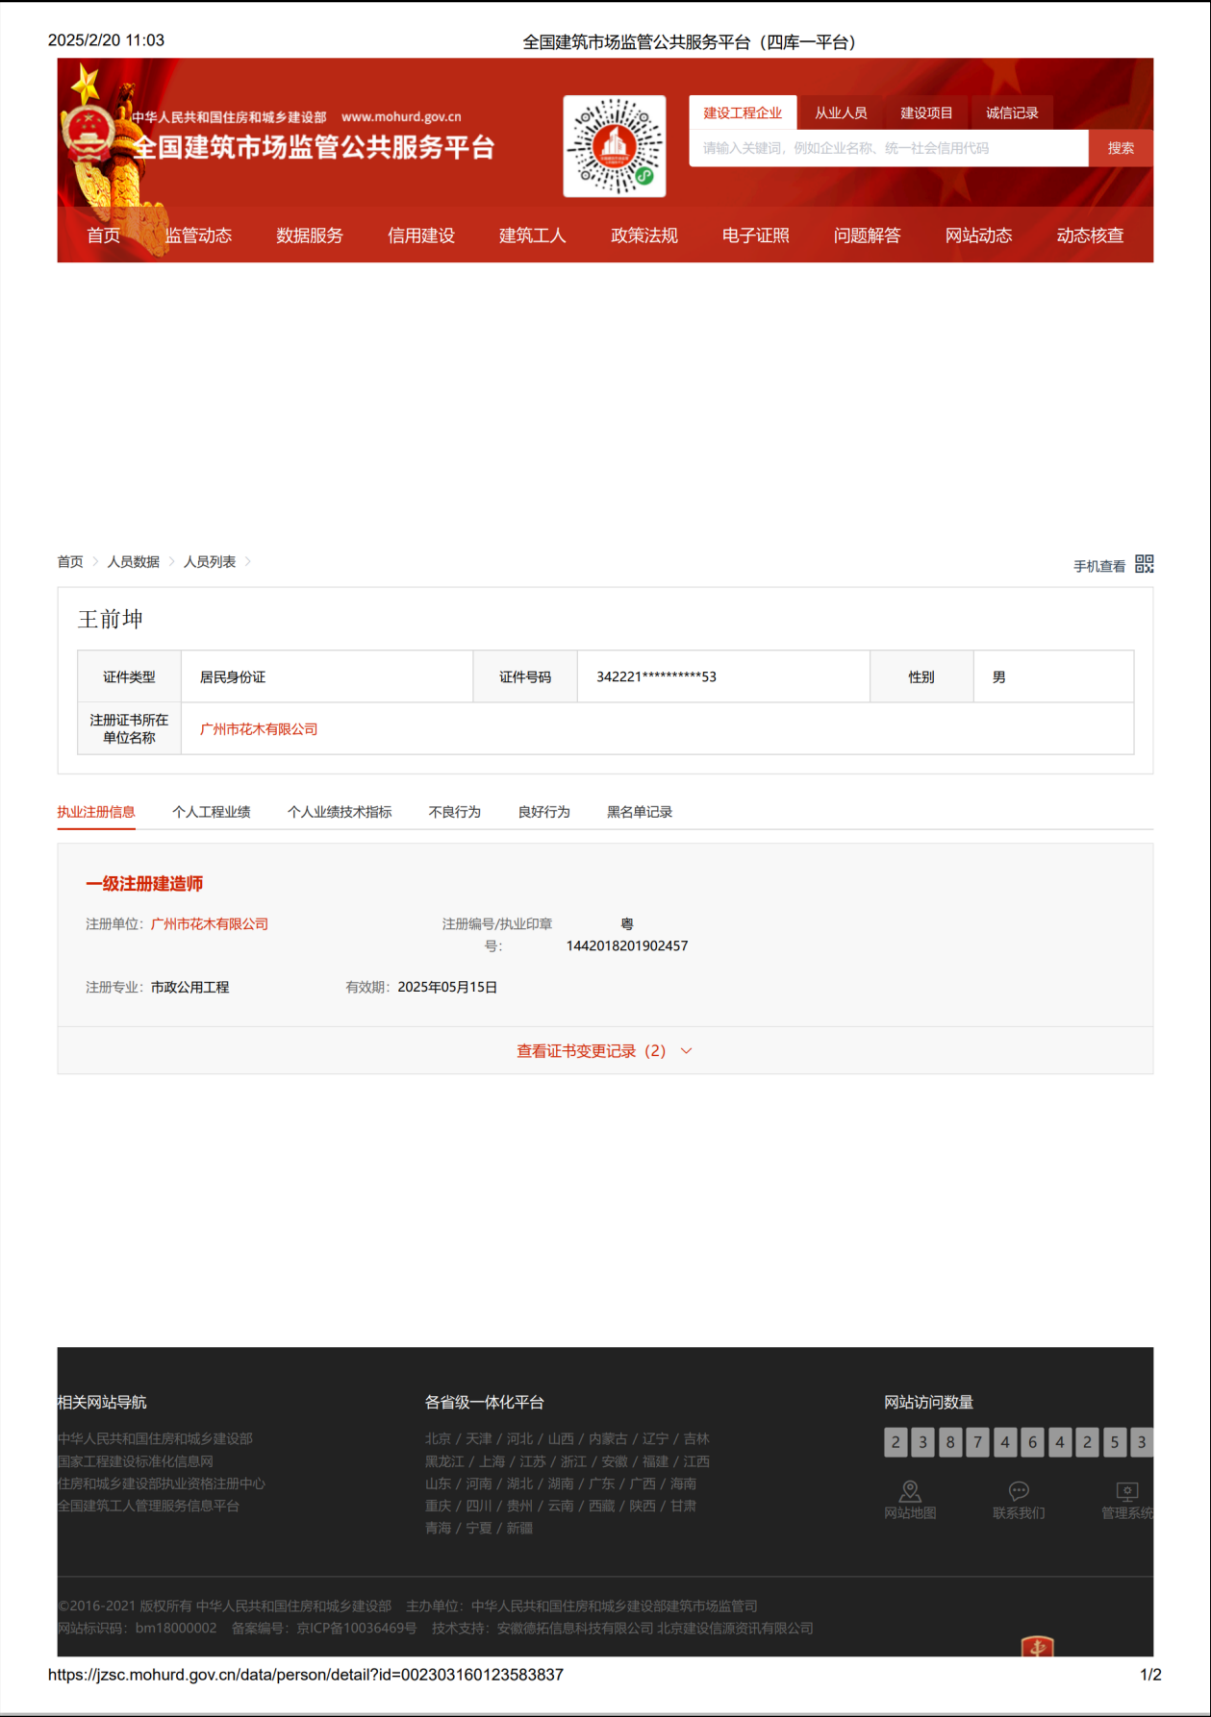 2025/2/20 11:03
全国建筑市场监管公共服务平台（四库一平台）
中华人民共和国住房和城乡建设部 www.mohurd.gov.cn
全国建筑市场监管公共服务平台
建设工程企业 从业人员 建设项目 诚信记录
请输入关键词，例如企业名称、统一社会信用代码 搜索
首页 监管动态 数据服务 信用建设 建筑工人 政策法规 电子证照 问题解答 网站动态 动态核查
首页 > 人员数据 > 人员列表 >
手机查看
王前坤
证件类型 居民身份证 证件号码 342221**********53 性别 男
注册证书所在
单位名称
广州市花木有限公司
执业注册信息 个人工程业绩 个人业绩技术指标 不良行为 良好行为 黑名单记录
一级注册建造师
注册单位：广州市花木有限公司
注册编号/执业印章
号：
粤
1442018201902457
注册专业：市政公用工程 有效期：2025年05月15日
查看证书变更记录（2）
相关网站导航
中华人民共和国住房和城乡建设部
国家工程建设标准化信息网
住房和城乡建设部执业资格注册中心
全国建筑工人管理服务信息平台
各省级一体化平台
北京 / 天津 / 河北 / 山西 / 内蒙古 / 辽宁 / 吉林
黑龙江 / 上海 / 江苏 / 浙江 / 安徽 / 福建 / 江西
山东 / 河南 / 湖北 / 湖南 / 广东 / 广西 / 海南
重庆 / 四川 / 贵州 / 云南 / 西藏 / 陕西 / 甘肃
青海 / 宁夏 / 新疆
网站访问数量
2 3 8 7 4 6 4 2 5 3
网站地图 联系我们 管理系统
©2016-2021 版权所有 中华人民共和国住房和城乡建设部 主办单位：中华人民共和国住房和城乡建设部建筑市场监管司
网站标识码：bm18000002 备案编号：京ICP备10036469号 技术支持：安徽德拓信息科技有限公司 北京建设信源资讯有限公司
https://jzsc.mohurd.gov.cn/data/person/detail?id=002303160123583837
1/2